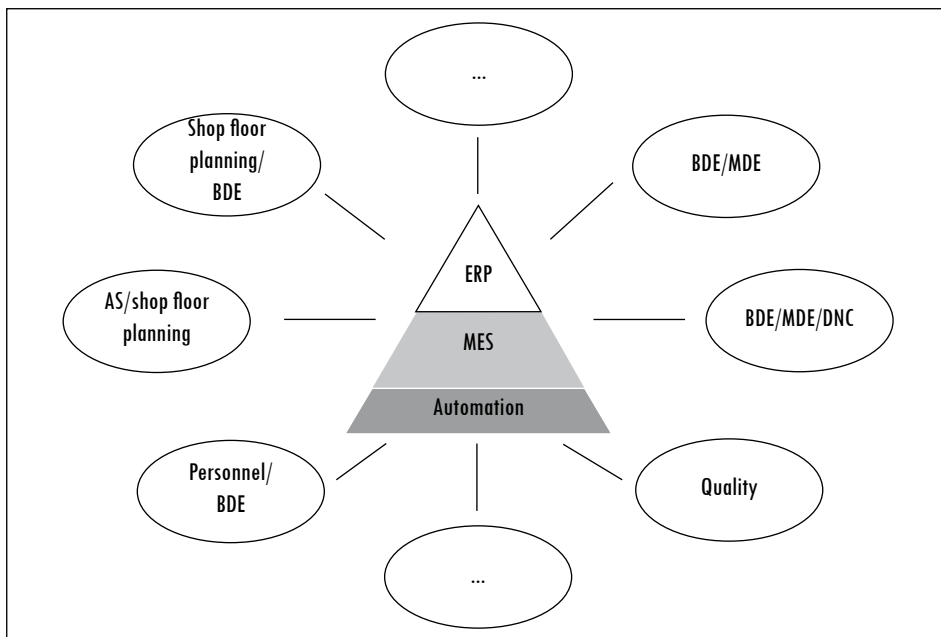 ...
Shop floor
planning/
BDE
BDE/MDE
ERP
AS/shop floor
planning
MES
BDE/MDE/DNC
Automation
Personnel/
BDE
Quality
...